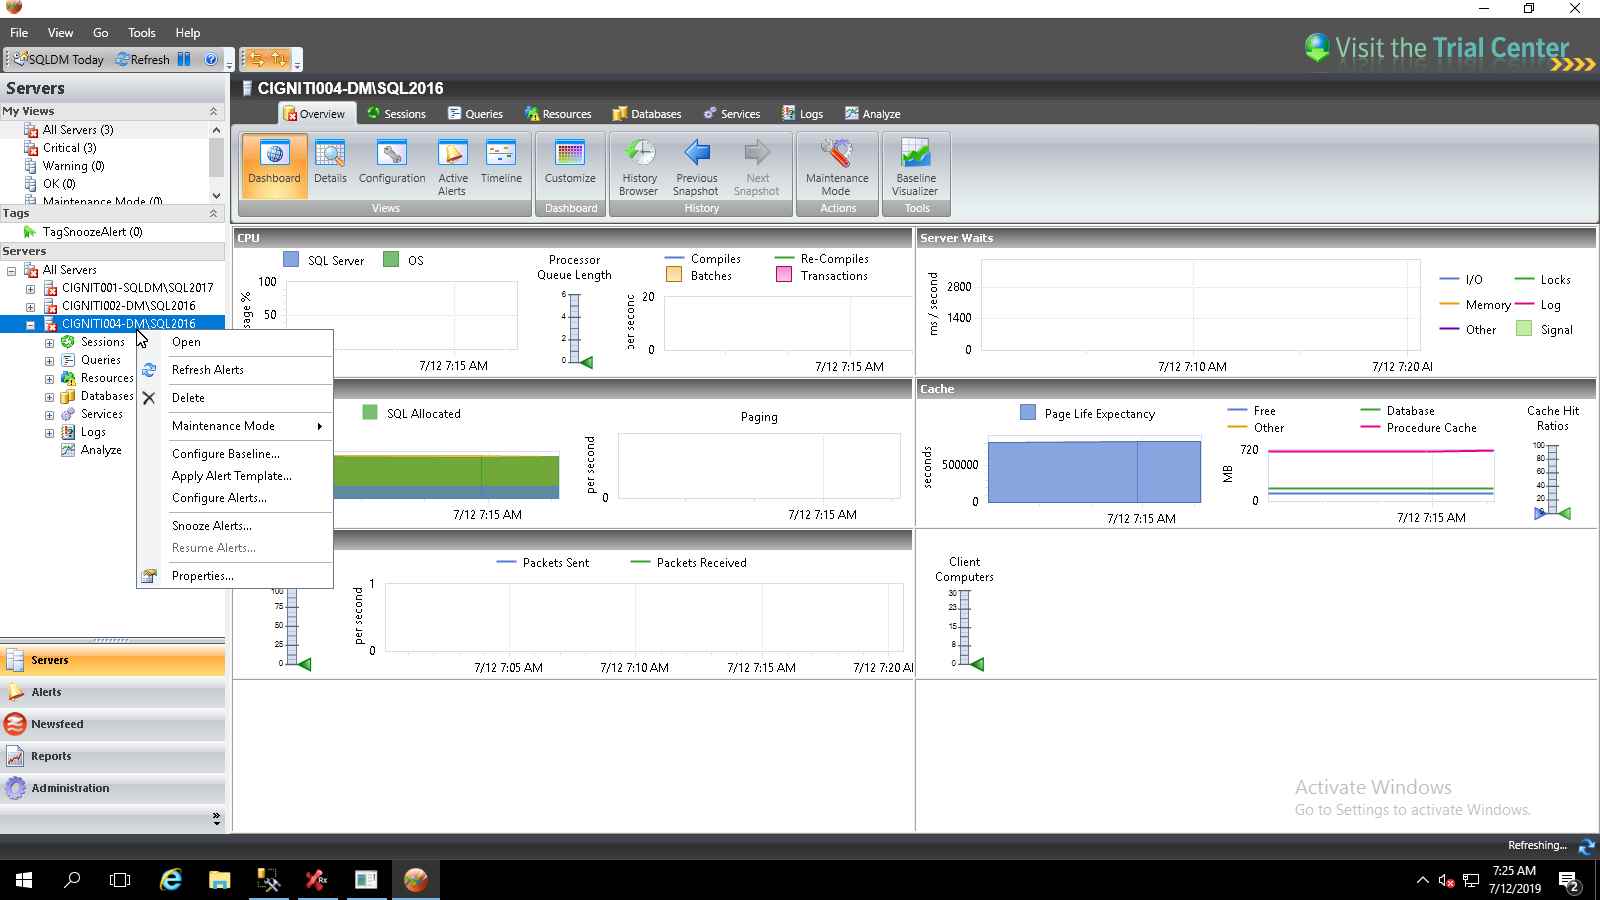 File View Go Tools Help
SQLDM Today Refresh
Visit the Trial Center
Servers
My Views
All Servers (3)
Critical (3)
Warning (0)
OK (0)
Maintenance Mode (0)
Tags
TagSnoozeAlert (0)
Servers
All Servers
CIGNIT001-SQLDM\SQL2017
CIGNITI002-DM\SQL2016
CIGNITI004-DM\SQL2016
Sessions
Queries
Resources
Databases
Services
Logs
Analyze
Open
Refresh Alerts
Delete
Maintenance Mode
Configure Baseline...
Apply Alert Template...
Configure Alerts...
Snooze Alerts...
Resume Alerts...
Properties...
Servers
Alerts
Newsfeed
Reports
Administration
CIGNITI004-DM\SQL2016
Overview Sessions Queries Resources Databases Services Logs Analyze
Dashboard Details Configuration Active Alerts Timeline
Views
Customize
Dashboard
History Browser Previous Snapshot Next Snapshot
History
Maintenance Mode
Actions
Baseline Visualizer
Tools
CPU
SQL Server OS
100
50
sage %
7/12 7:15 AM
Processor
Queue Length
6
4
2
0
Compiles Re-Compiles
Batches Transactions
20
0
per second
7/12 7:15 AM
Server Waits
ms / second
2800
1400
0
7/12 7:10 AM 7/12 7:20 AM
I/O Locks
Memory Log
Other Signal
SQL Allocated
7/12 7:15 AM
Paging
per second
0
7/12 7:15 AM
Cache
Page Life Expectancy
seconds
500000
0
7/12 7:15 AM
Free Database
Other Procedure Cache
720
MB
0
7/12 7:15 AM
Cache Hit
Ratios
100
80
60
40
20
0
100
75
50
25
0
Packets Sent Packets Received
per second
1
0
7/12 7:05 AM 7/12 7:10 AM 7/12 7:15 AM 7/12 7:20 AM
Client
Computers
30
23
15
8
0
Activate Windows
Go to Settings to activate Windows.
Refreshing...
7:25 AM
7/12/2019
2